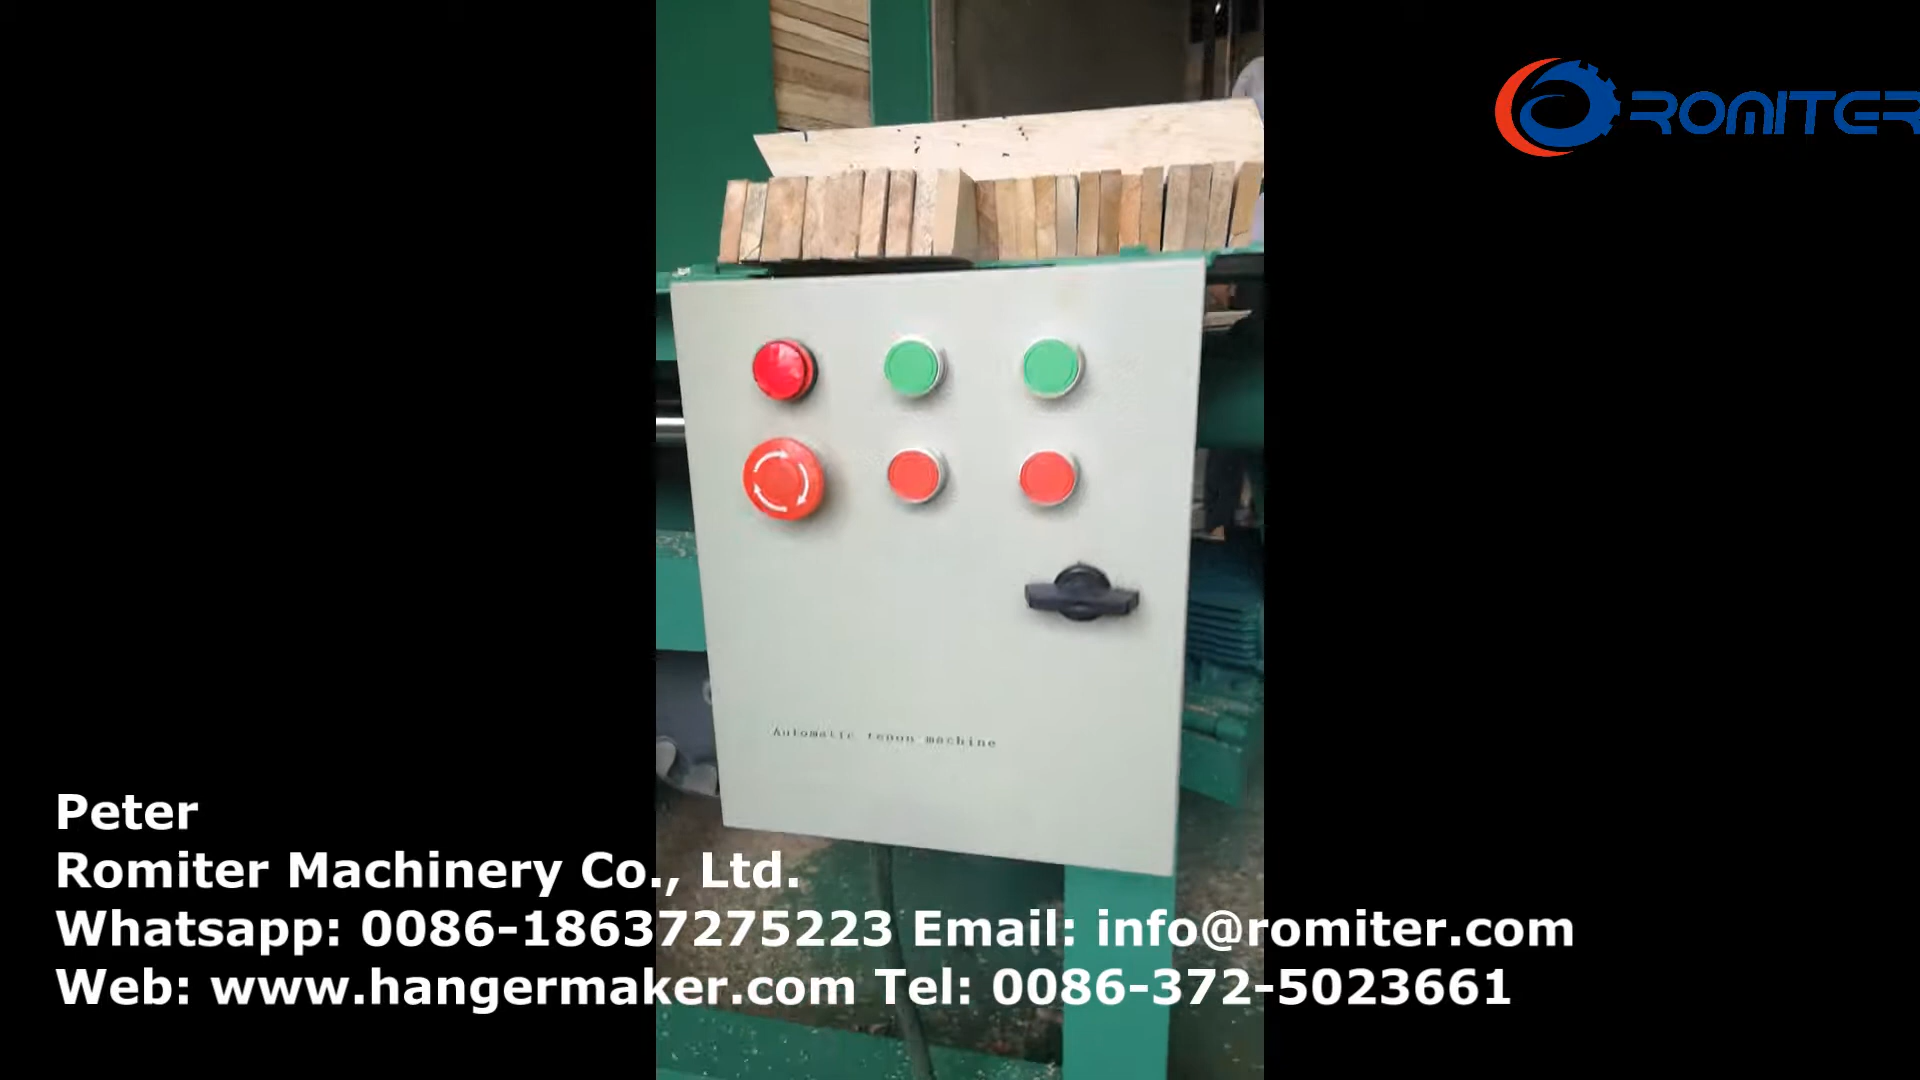 ROMITER
Automatic machine
Peter
Romiter Machinery Co., Ltd.
Whatsapp: 0086-18637275223 Email: info@romiter.com
Web: www.hangermaker.com Tel: 0086-372-5023661